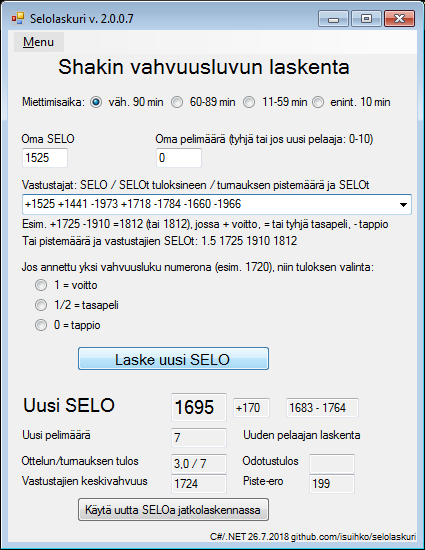 Selolaskuri v. 2.0.0.7
Menu
Shakin vahvuusluvun laskenta
Miettimisaika: väh. 90 min 60-89 min 11-59 min enint. 10 min
Oma SELO Oma pelimäärä (tyhjä tai jos uusi pelaaja: 0-10)
1525 0
Vastustajat: SELO / SELOt tuloksineen / turnauksen pistemäärä ja SELOt
+1525 +1441 -1973 +1718 -1784 -1660 -1966
Esim. +1725 -1910 =1812 (tai 1812), jossa + voitto, = tai tyhjä tasapeli, - tappio
Tai pistemäärä ja vastustajien SELOt: 1.5 1725 1910 1812
Jos annettu yksi vahvuusluku numerona (esim. 1720), niin tuloksen valinta:
1 = voitto
1/2 = tasapeli
0 = tappio
Laske uusi SELO
Uusi SELO 1695 +170 1683 - 1764
Uusi pelimäärä 7 Uuden pelaajan laskenta
Ottelun/turnauksen tulos 3,0 / 7 Odotustulos
Vastustajien keskivahvuus 1724 Piste-ero 199
Käytä uutta SELOa jatkolaskennassa
C#/.NET 26.7.2018 github.com/isuihko/selolaskuri